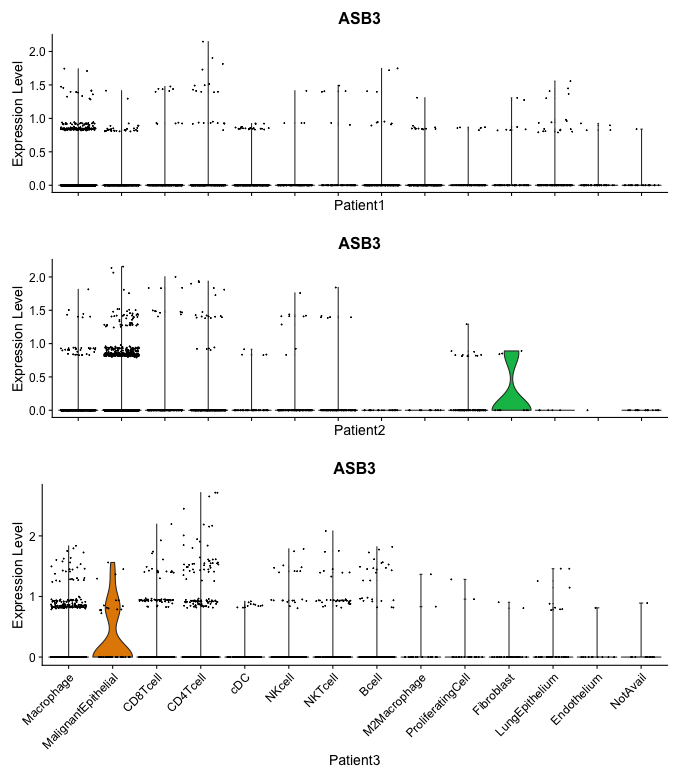 ASB3
Expression Level
2.0
1.5
1.0
0.5
0.0
Patient1
ASB3
Expression Level
2.0
1.5
1.0
0.5
0.0
Patient2
ASB3
Expression Level
2
1
0
Macrophage
MalignantEpithelial
CD8Tcell
CD4Tcell
cDC
NKcell
NKTcell
Bcell
M2Macrophage
ProliferatingCell
Fibroblast
LungEpithelium
Endothelium
NotAvail
Patient3